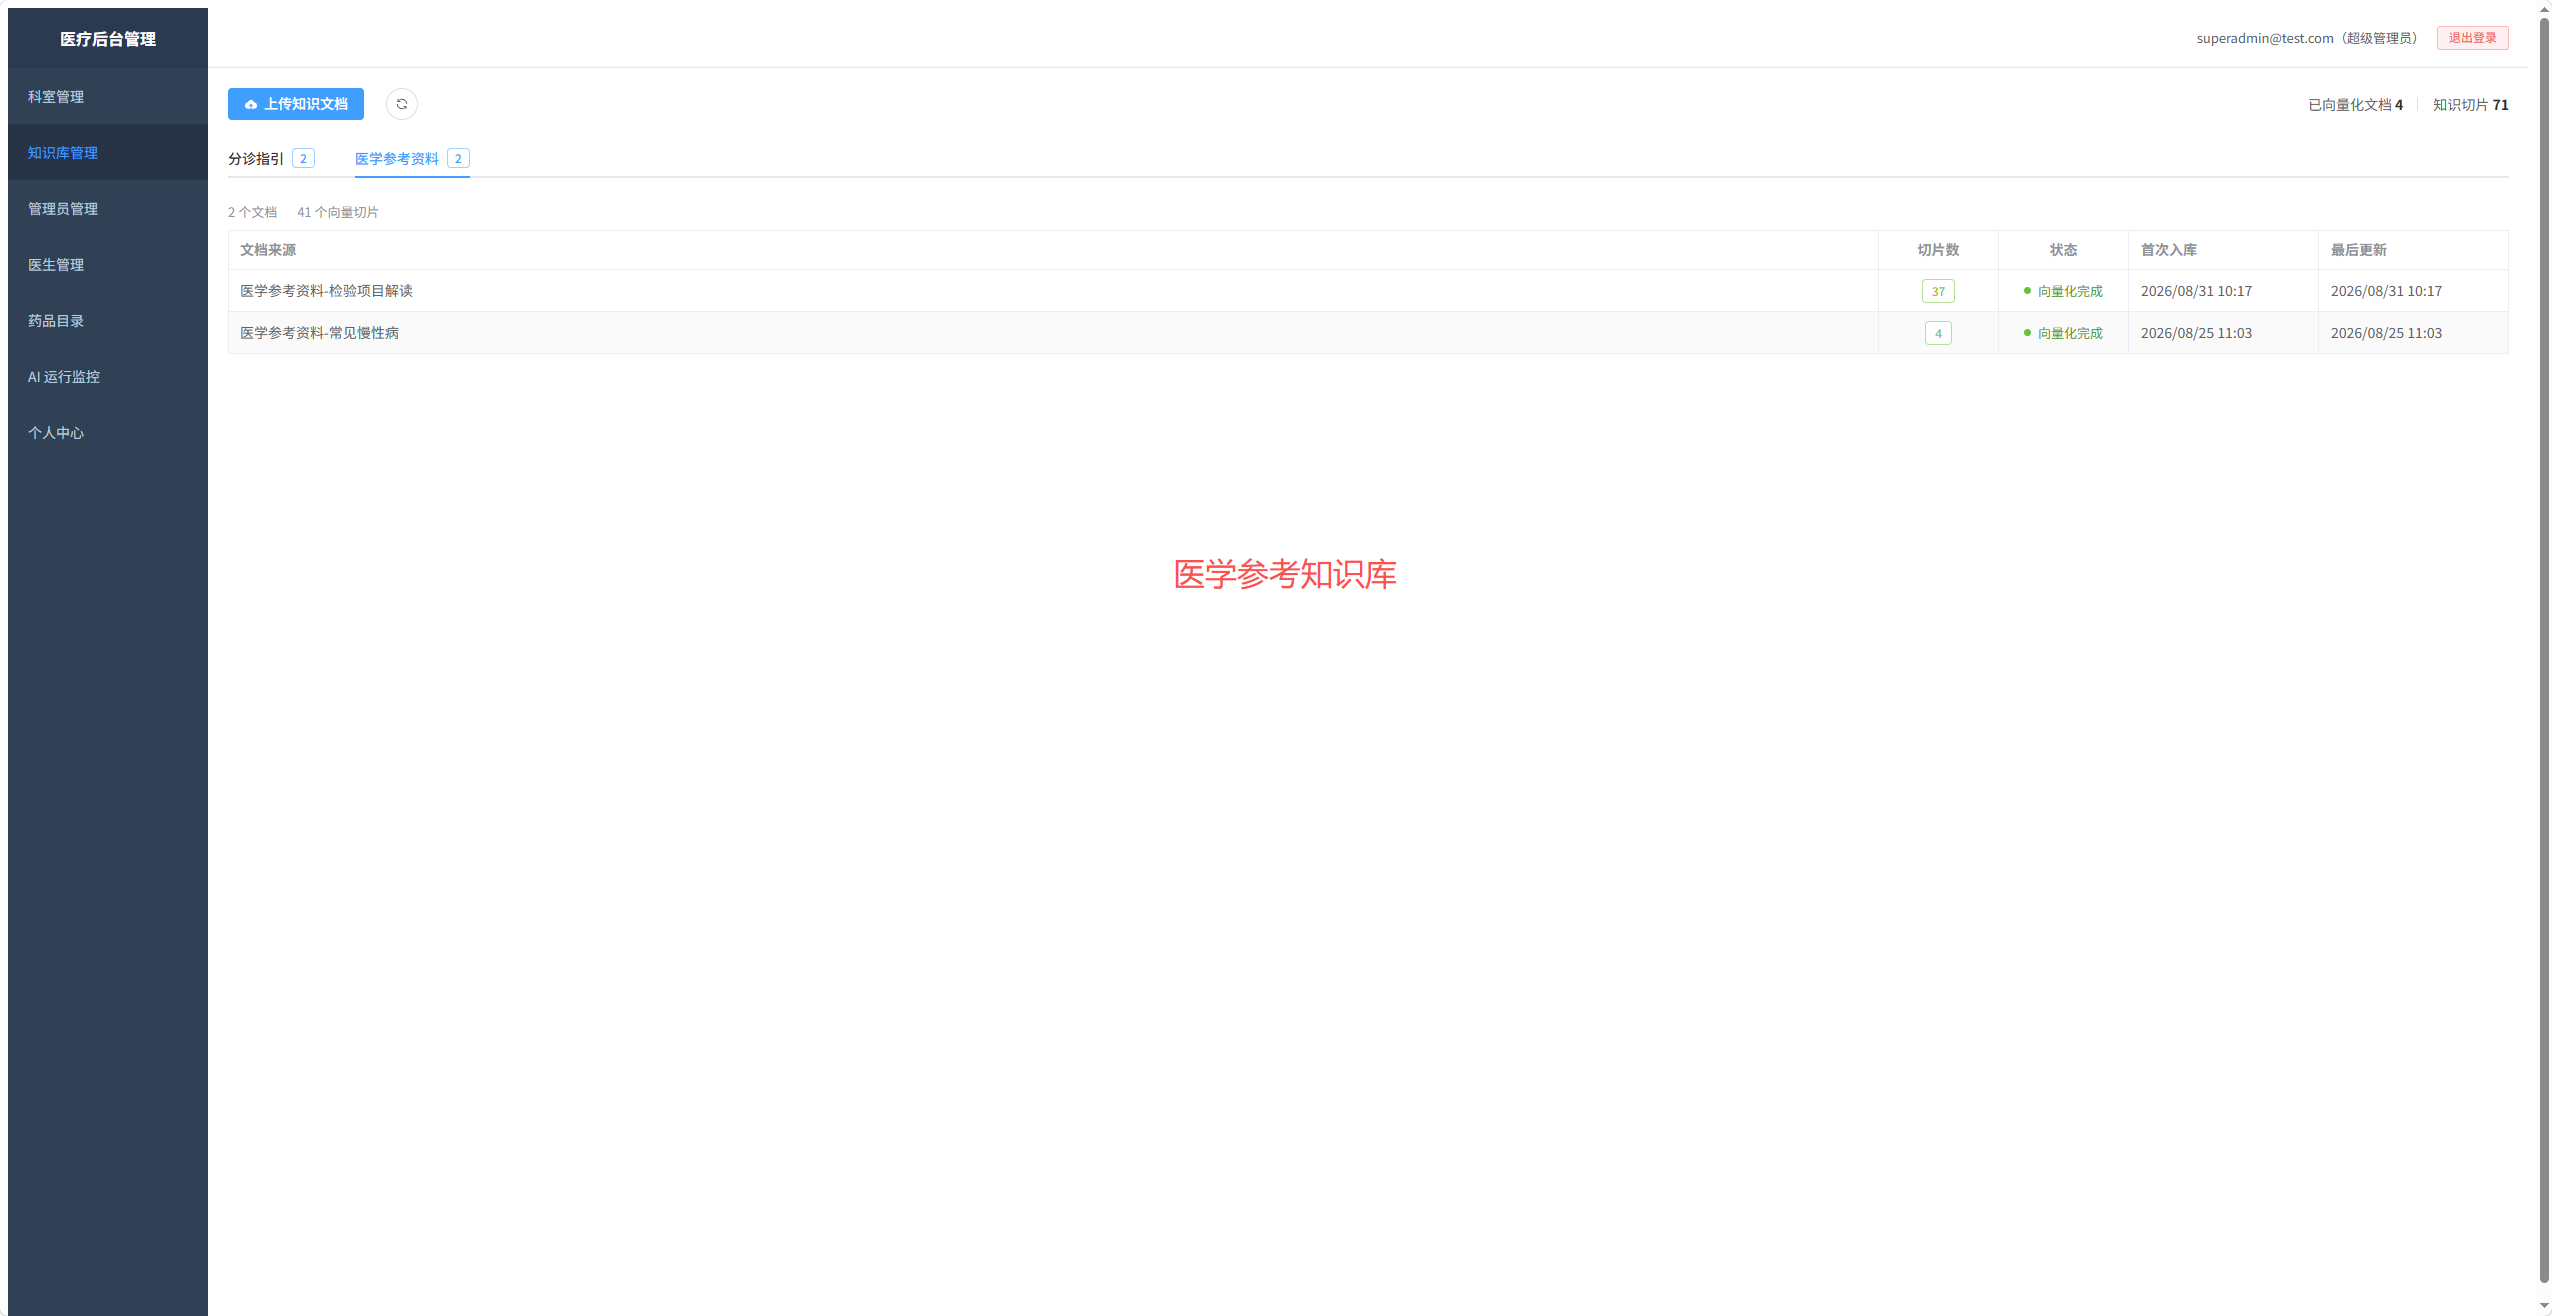 医疗后台管理
superadmin@test.com（超级管理员）
退出登录
科室管理
知识库管理
管理员管理
医生管理
药品目录
AI 运行监控
个人中心
上传知识文档
已向量化文档 4
知识切片 71
分诊指引 2
医学参考资料 2
2 个文档 41 个向量切片
文档来源 切片数 状态 首次入库 最后更新
医学参考资料-检验项目解读 37 向量化完成 2026/08/31 10:17 2026/08/31 10:17
医学参考资料-常见慢性病 4 向量化完成 2026/08/25 11:03 2026/08/25 11:03
医学参考知识库